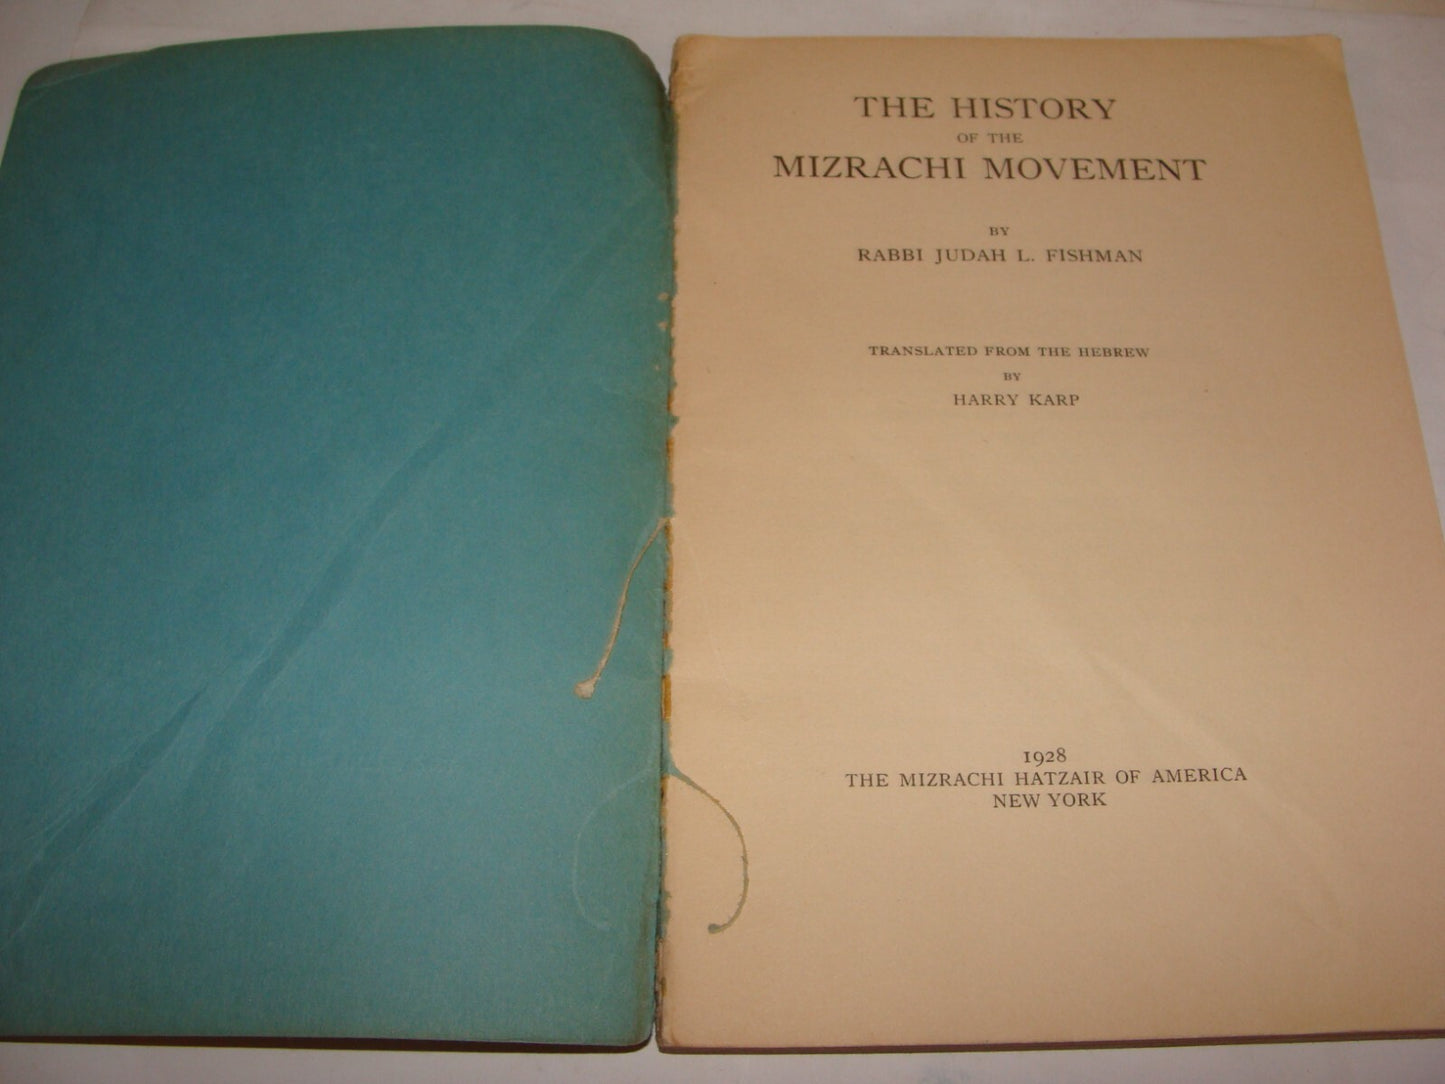 THE HISTORY
OF THE
MIZRACHI MOVEMENT
BY
RABBI JUDAH L. FISHMAN
TRANSLATED FROM THE HEBREW
BY
HARRY KARP
1928
THE MIZRACHI HATZAIR OF AMERICA
NEW YORK